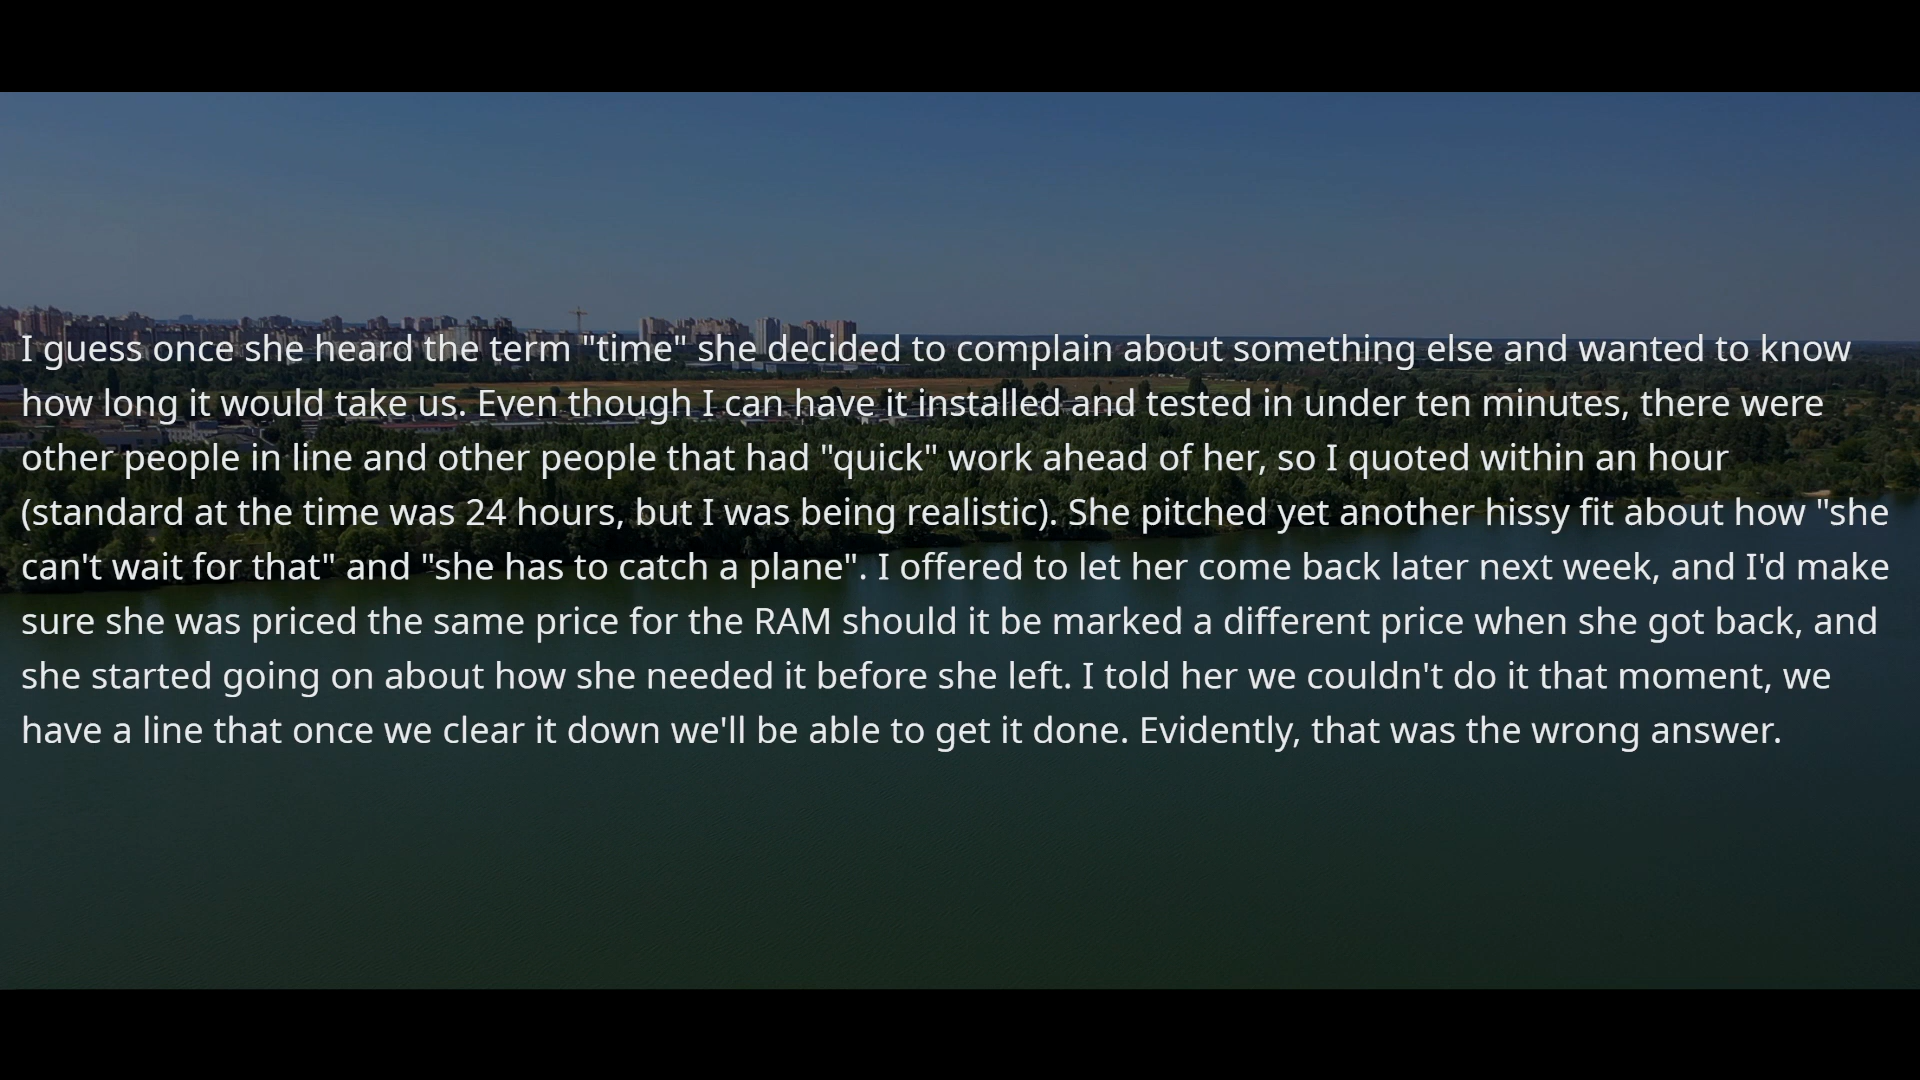 I guess once she heard the term "time" she decided to complain about something else and wanted to know
how long it would take us. Even though I can have it installed and tested in under ten minutes, there were
other people in line and other people that had "quick" work ahead of her, so I quoted within an hour
(standard at the time was 24 hours, but I was being realistic). She pitched yet another hissy fit about how "she
can't wait for that" and "she has to catch a plane". I offered to let her come back later next week, and I'd make
sure she was priced the same price for the RAM should it be marked a different price when she got back, and
she started going on about how she needed it before she left. I told her we couldn't do it that moment, we
have a line that once we clear it down we'll be able to get it done. Evidently, that was the wrong answer.